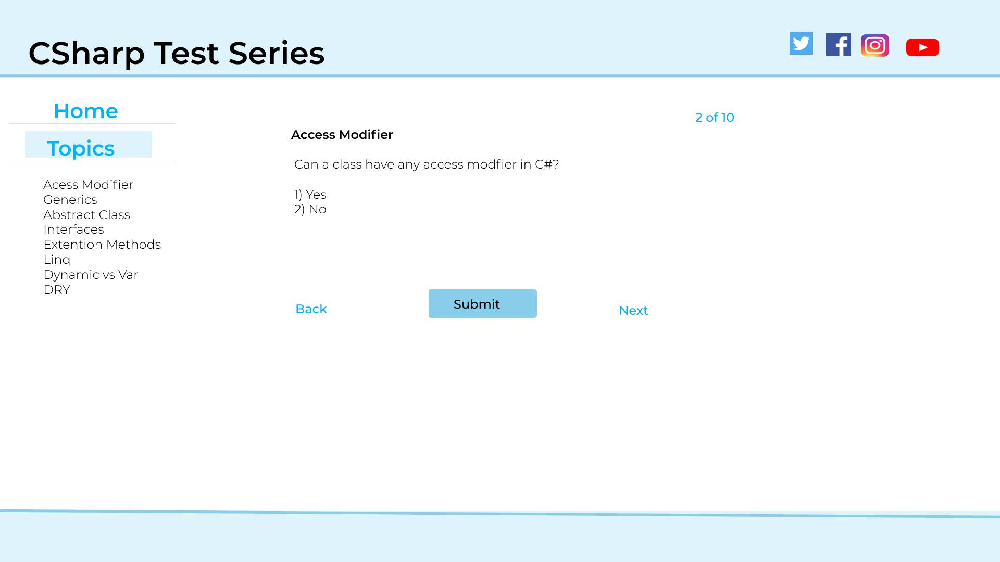 CSharp Test Series
Home
Topics
Acess Modifier
Generics
Abstract Class
Interfaces
Extention Methods
Linq
Dynamic vs Var
DRY
2 of 10
Access Modifier
Can a class have any access modfier in C#?
1) Yes
2) No
Back
Submit
Next